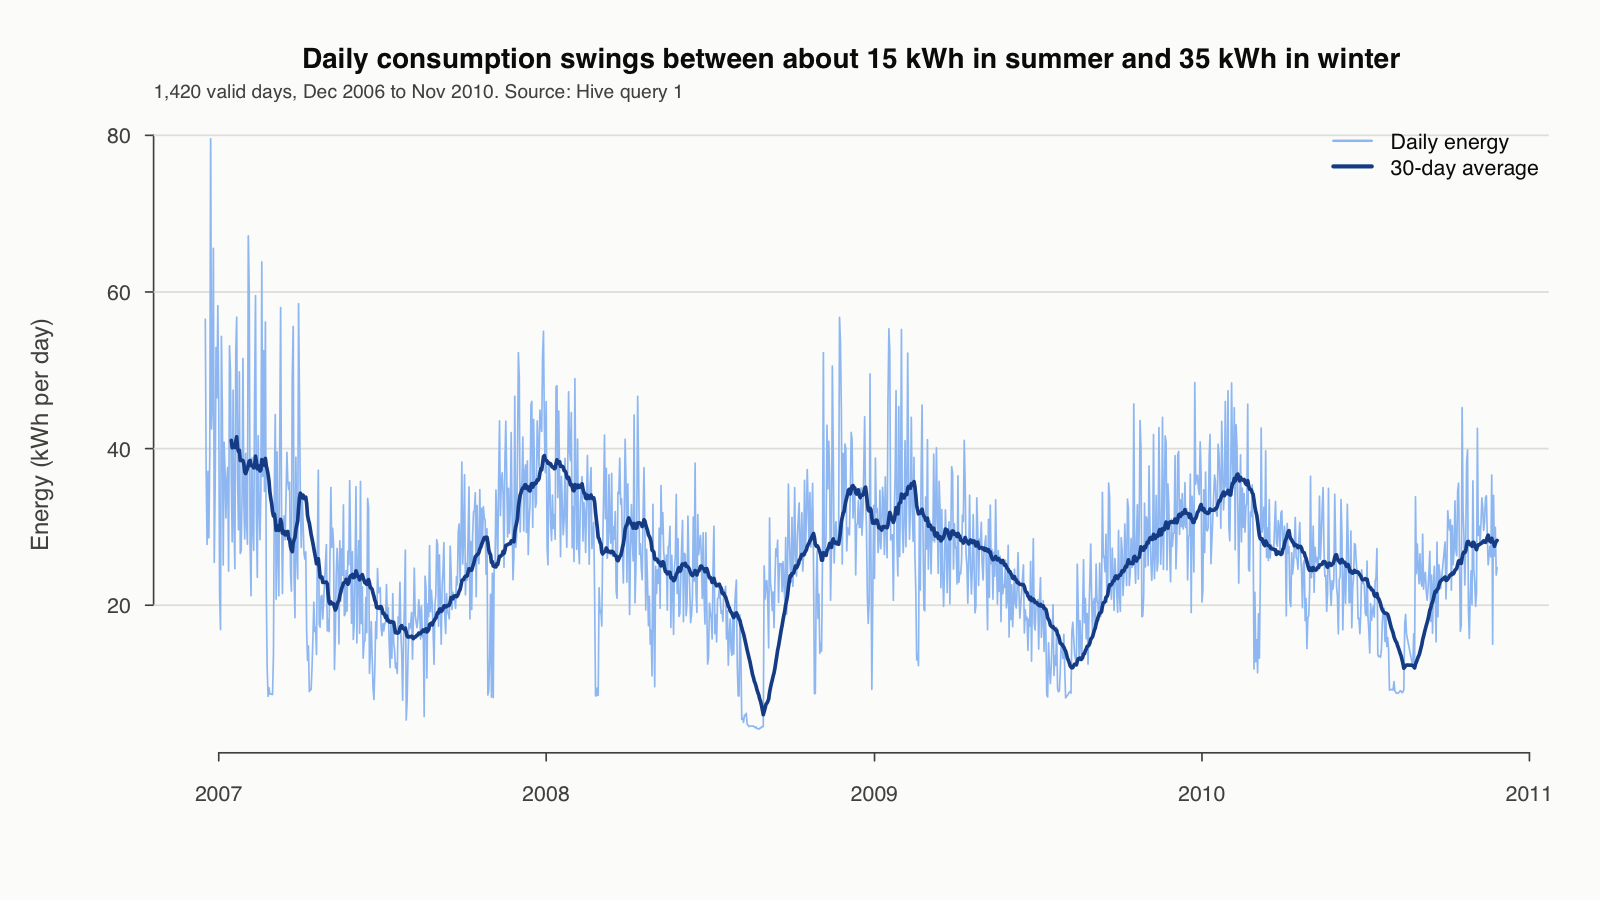 Daily consumption swings between about 15 kWh in summer and 35 kWh in winter
1,420 valid days, Dec 2006 to Nov 2010. Source: Hive query 1
Daily energy
30-day average
Energy (kWh per day)
80
60
40
20
2007
2008
2009
2010
2011